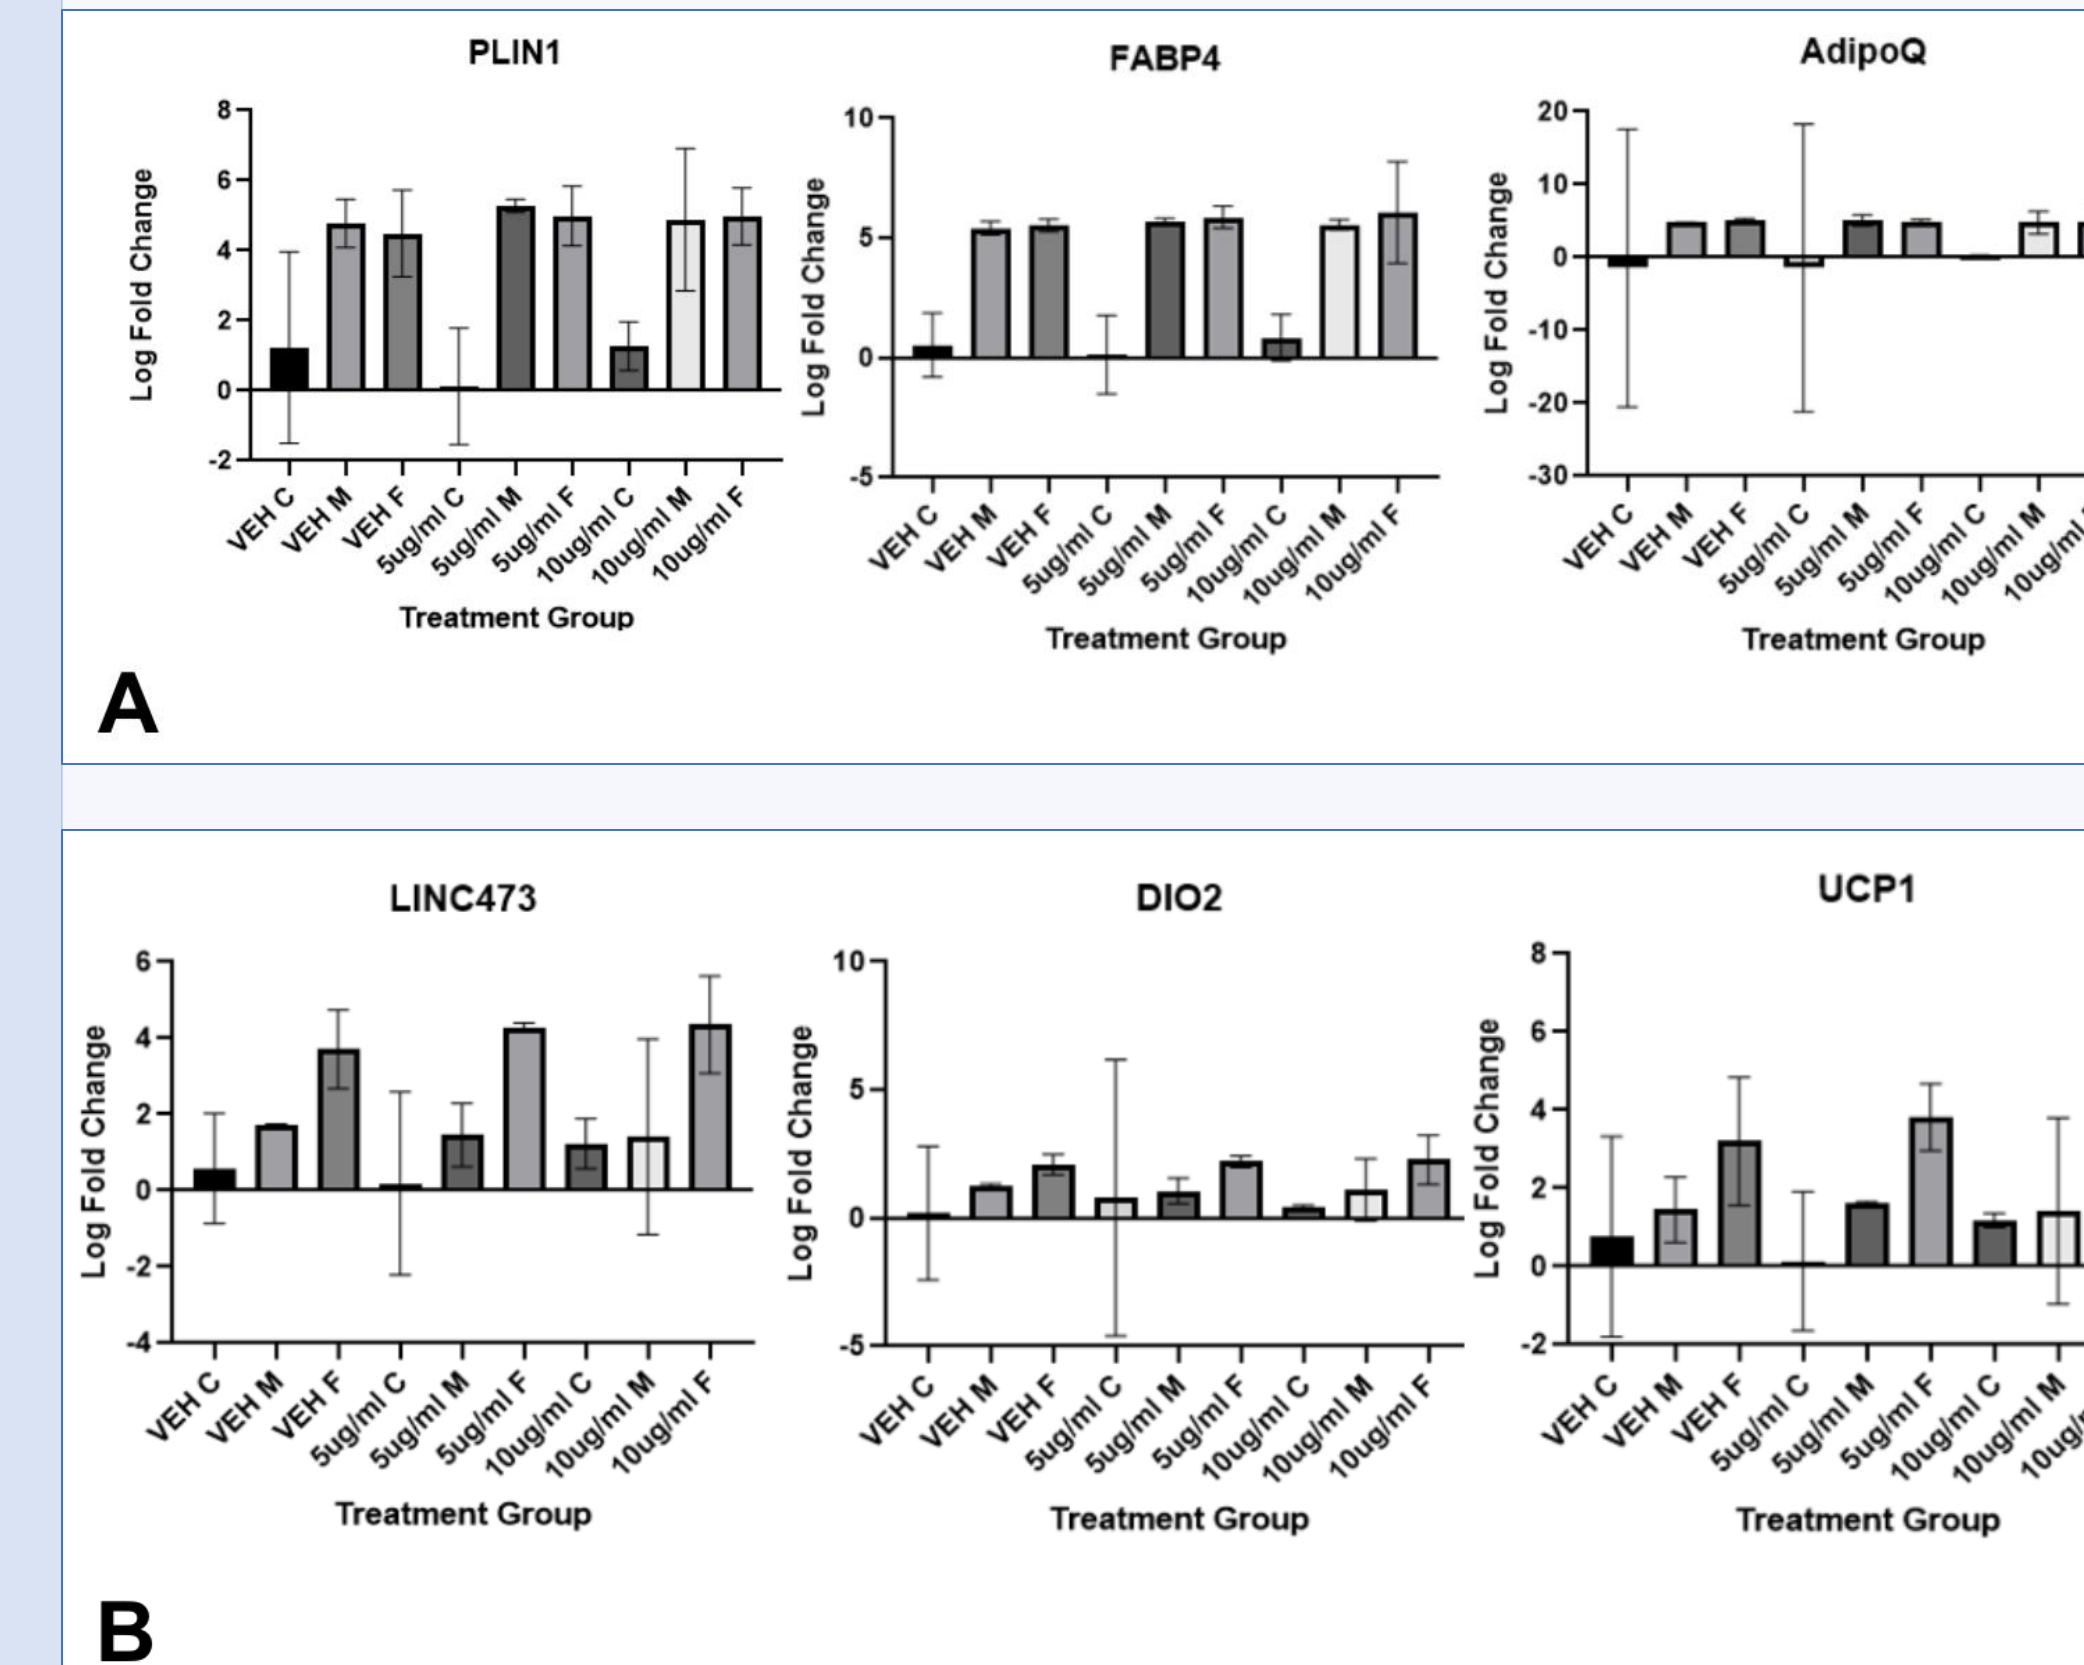 PLIN1
Log Fold Change
8
6
4
2
0
-2
VEH C
VEH M
VEH F
5ug/ml C
5ug/ml M
5ug/ml F
10ug/ml C
10ug/ml M
10ug/ml F
Treatment Group
FABP4
Log Fold Change
10
5
0
-5
VEH C
VEH M
VEH F
5ug/ml C
5ug/ml M
5ug/ml F
10ug/ml C
10ug/ml M
10ug/ml F
Treatment Group
AdipoQ
Log Fold Change
20
10
0
-10
-20
-30
VEH C
VEH M
VEH F
5ug/ml C
5ug/ml M
5ug/ml F
10ug/ml C
10ug/ml M
10ug/ml
Treatment Group
A
LINC473
Log Fold Change
6
4
2
0
-2
-4
VEH C
VEH M
VEH F
5ug/ml C
5ug/ml M
5ug/ml F
10ug/ml C
10ug/ml M
10ug/ml F
Treatment Group
DIO2
Log Fold Change
10
5
0
-5
VEH C
VEH M
VEH F
5ug/ml C
5ug/ml M
5ug/ml F
10ug/ml C
10ug/ml M
10ug/ml F
Treatment Group
UCP1
Log Fold Change
8
6
4
2
0
-2
VEH C
VEH M
VEH F
5ug/ml C
5ug/ml M
5ug/ml F
10ug/ml C
10ug/ml M
10ug/
Treatment Group
B